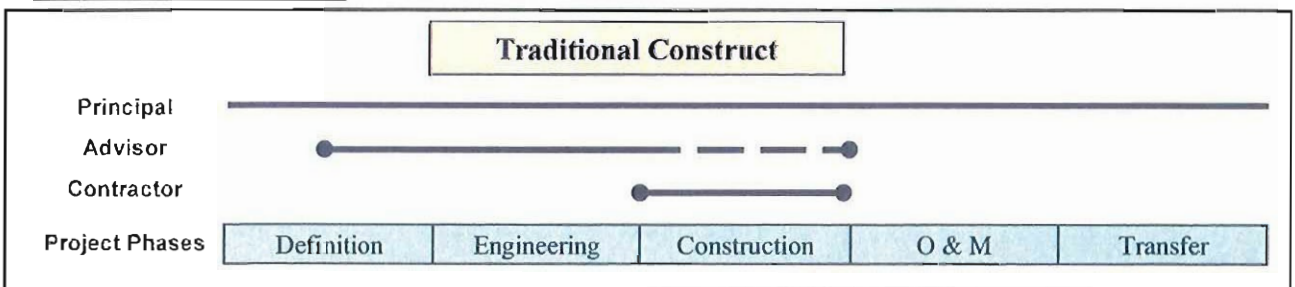 Traditional Construct
Principal
Advisor
Contractor
Project Phases Definition Engineering Construction O & M Transfer